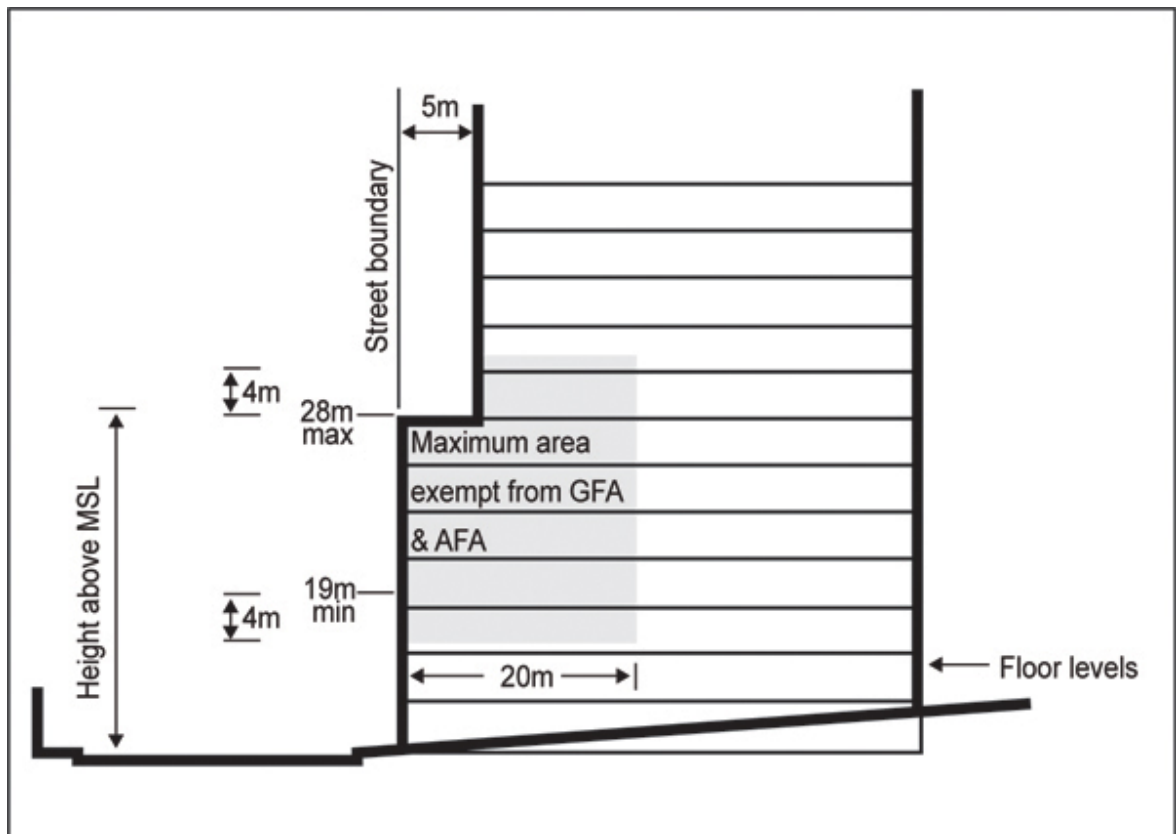 5m
Street boundary
4m
28m
max
Maximum area
exempt from GFA
& AFA
Height above MSL
19m
min
4m
20m
Floor levels